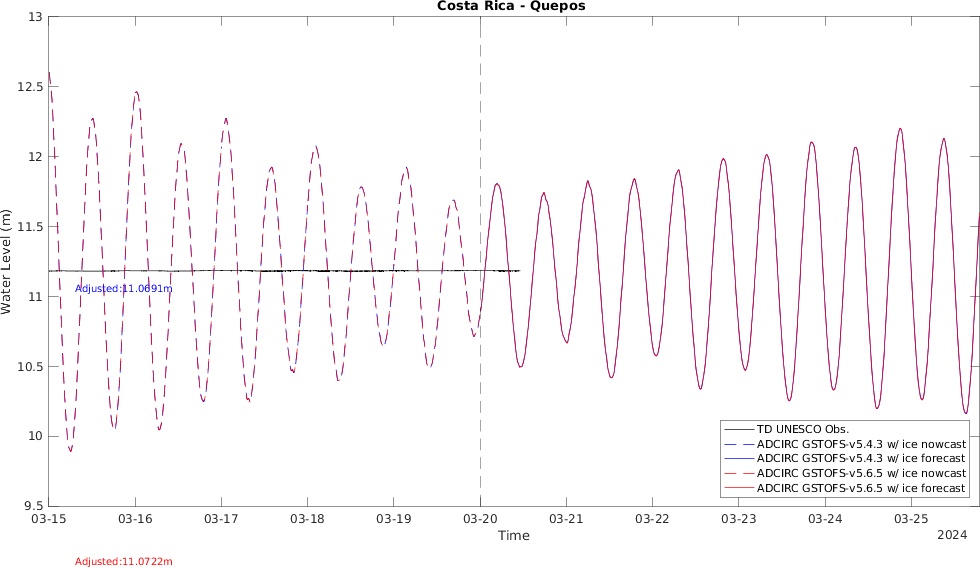 Costa Rica - Quepos
13
12.5
12
11.5
11
10.5
10
9.5
Water Level (m)
Adjusted:11.0691m
TD UNESCO Obs.
ADCIRC GSTOFS-v5.4.3 w/ ice nowcast
ADCIRC GSTOFS-v5.4.3 w/ ice forecast
ADCIRC GSTOFS-v5.6.5 w/ ice nowcast
ADCIRC GSTOFS-v5.6.5 w/ ice forecast
03-15 03-16 03-17 03-18 03-19 03-20 03-21 03-22 03-23 03-24 03-25
Time
2024
Adjusted:11.0722m